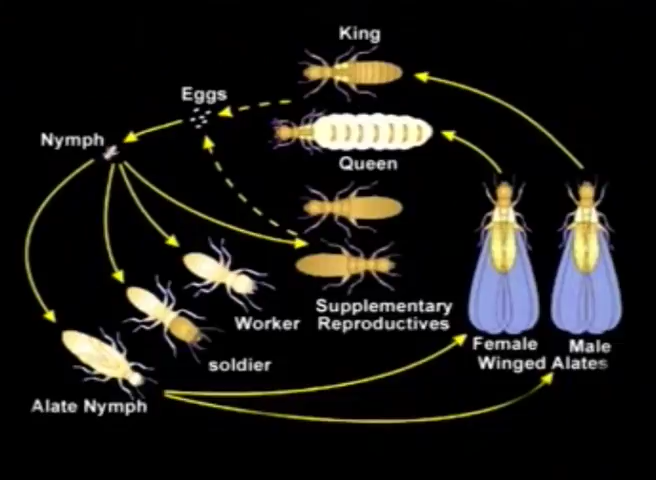 King
Eggs
Nymph
Queen
Supplementary
Reproductives
Worker
soldier
Alate Nymph
Female
Male
Winged Alates